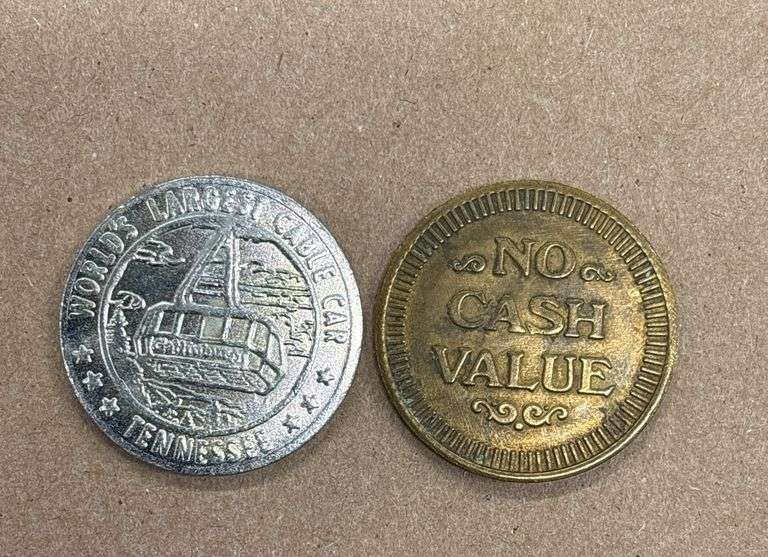 WORLD'S LARGEST CABLE CAR
TENNESSEE
NO
CASH
VALUE